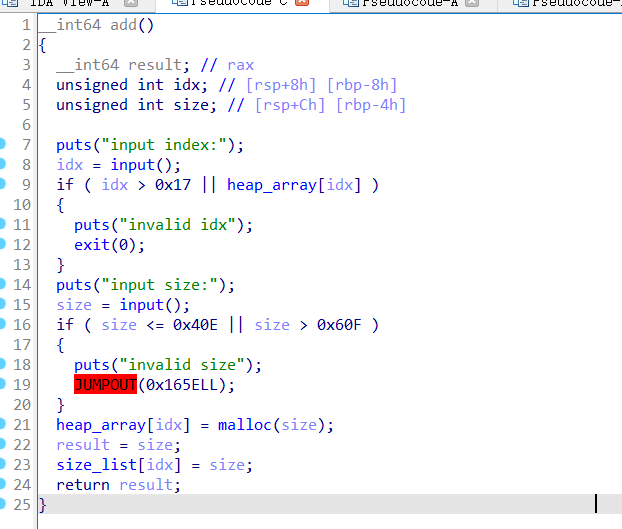 IDA View-A Pseudocode-C Pseudocode-A Pseudocode-
1 __int64 add()
2 {
3 __int64 result; // rax
4 unsigned int idx; // [rsp+8h] [rbp-8h]
5 unsigned int size; // [rsp+Ch] [rbp-4h]
6
7 puts("input index:");
8 idx = input();
9 if ( idx > 0x17 || heap_array[idx] )
10 {
11 puts("invalid idx");
12 exit(0);
13 }
14 puts("input size:");
15 size = input();
16 if ( size <= 0x40E || size > 0x60F )
17 {
18 puts("invalid size");
19 JUMPOUT(0x165ELL);
20 }
21 heap_array[idx] = malloc(size);
22 result = size;
23 size_list[idx] = size;
24 return result;
25 }